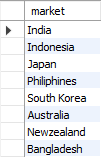 market
India
Indonesia
Japan
Philiphines
South Korea
Australia
Newzealand
Bangladesh